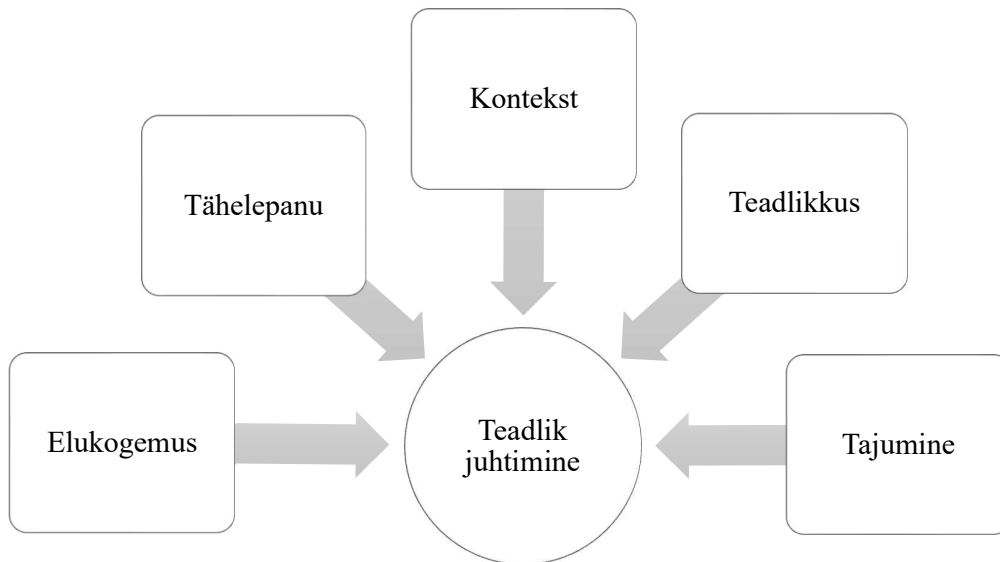 Kontekst
Tähelepanu
Teadlikkus
Elukogemus
Teadlik
juhtimine
Tajumine